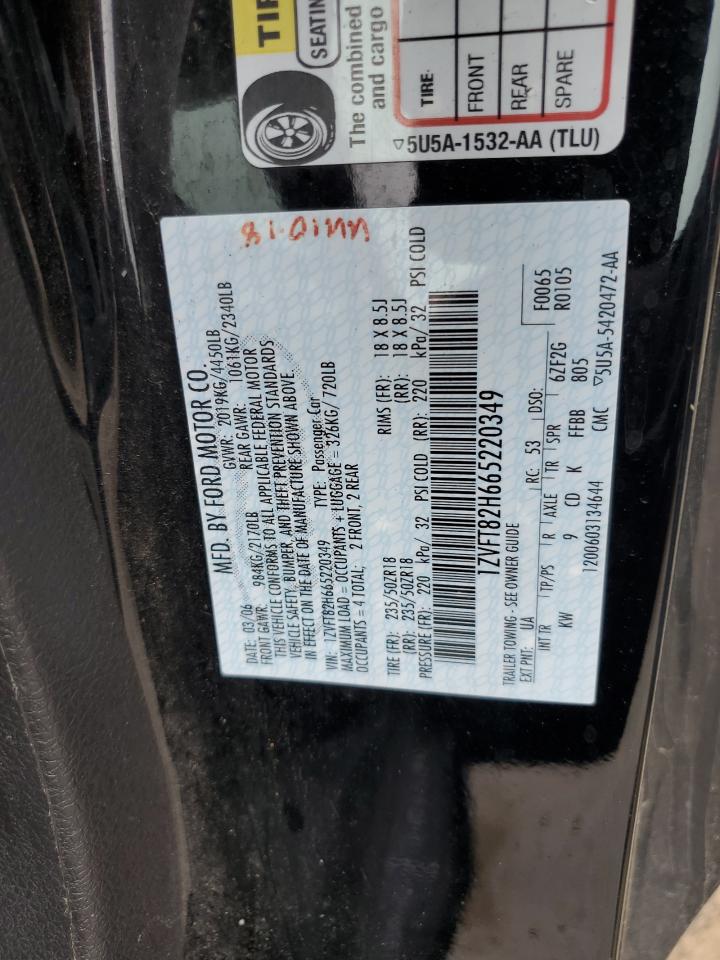 TIR
SEATIN
The combined
and cargo
TIRE
FRONT
REAR
SPARE
▽5U5A-1532-AA (TLU)
MFD. BY FORD MOTOR CO.
DATE: 03/06 GVWR: 2019KG/4450LB
FRONT GAWR: 984KG/2170LB REAR GAWR: 1061KG/2340LB
THIS VEHICLE CONFORMS TO ALL APPLICABLE FEDERAL MOTOR
VEHICLE SAFETY, BUMPER, AND THEFT PREVENTION STANDARDS
IN EFFECT ON THE DATE OF MANUFACTURE SHOWN ABOVE.
VIN: 1ZVFT82H665220349 TYPE: Passenger Car
MAXIMUM LOAD = OCCUPANTS + LUGGAGE = 326KG/ 720LB
OCCUPANTS = 4 TOTAL: 2 FRONT, 2 REAR
TIRE (FR): 235/50ZR18 RIMS (FR): 18 X 8.5J
(RR): 235/50ZR18 (RR): 18 X 8.5J
PRESSURE (FR): 220 kPa/ 32 PSI COLD (RR): 220 kPa/ 32 PSI COLD
1ZVFT82H665220349
TRAILER TOWING - SEE OWNER GUIDE
EXT PNT: UA RC: 53 DSO: F0065
R0105
INT TR TP/PS R AXLE TR SPR 6ZF2G
KW 9 CD K FFBB 805
1200603134644 CMC ▽5U5A-5420472-AA